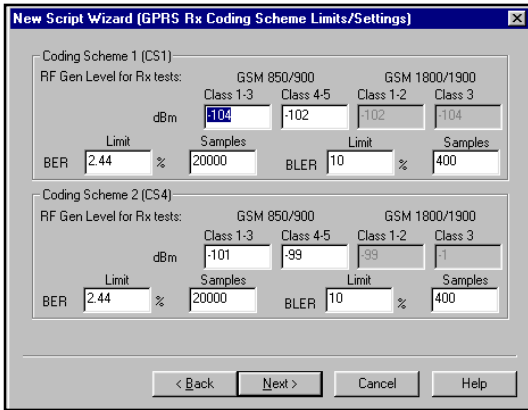 New Script Wizard (GPRS Rx Coding Scheme Limits/Settings)
Coding Scheme 1 (CS1)
RF Gen Level for Rx tests: GSM 850/900 GSM 1800/1900
Class 1-3 Class 4-5 Class 1-2 Class 3
dBm -104 -102 -102 -104
Limit Samples Limit Samples
BER 2.44 % 20000 BLER 10 % 400
Coding Scheme 2 (CS4)
RF Gen Level for Rx tests: GSM 850/900 GSM 1800/1900
Class 1-3 Class 4-5 Class 1-2 Class 3
dBm -101 -99 -99 -1
Limit Samples Limit Samples
BER 2.44 % 20000 BLER 10 % 400
< Back Next > Cancel Help